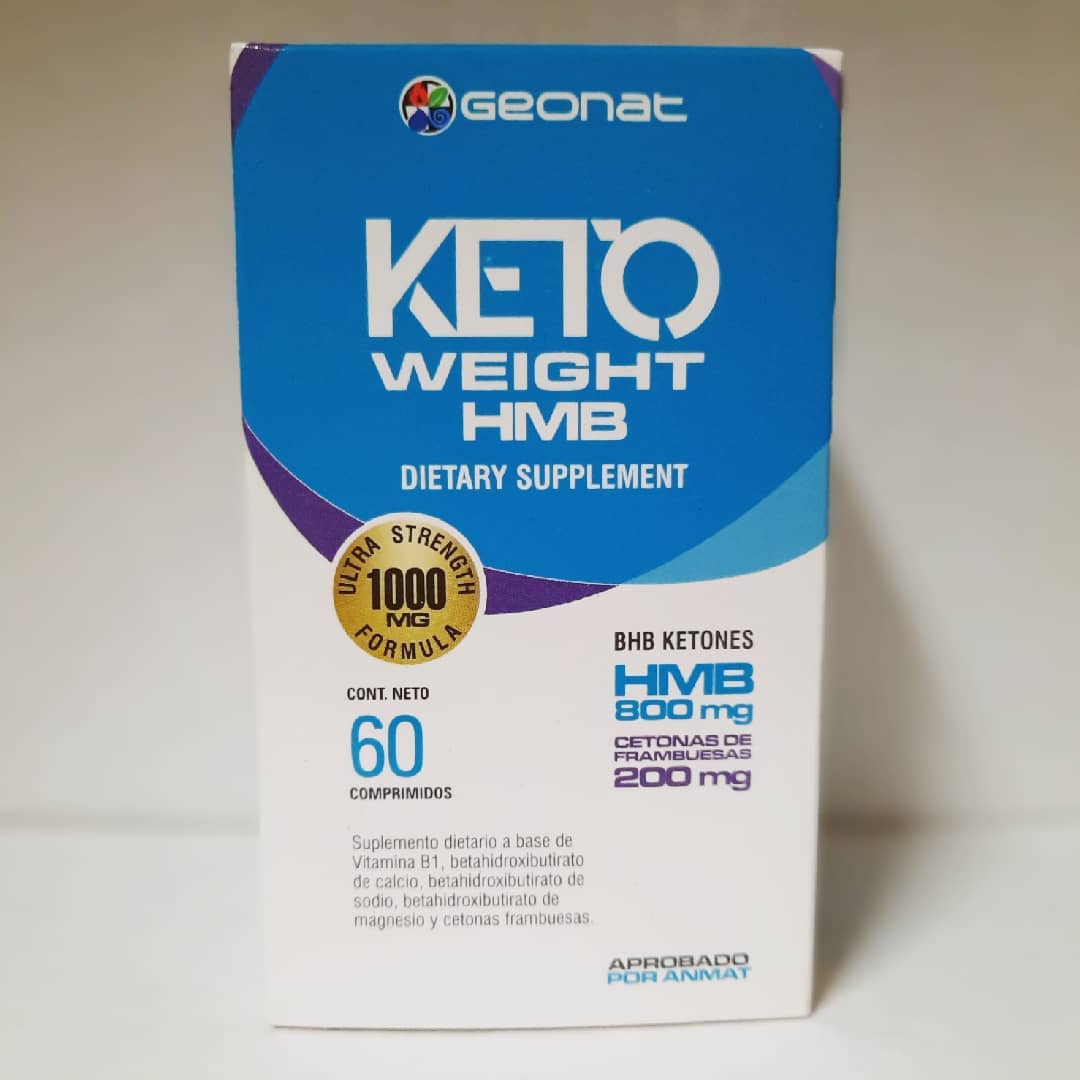 Geonat
KETO
WEIGHT
HMB
DIETARY SUPPLEMENT
ULTRA STRENGTH
1000
MG
FORMULA
CONT. NETO
60
COMPRIMIDOS
BHB KETONES
HMB
800 mg
CETONAS DE
FRAMBUESAS
200 mg
Suplemento dietario a base de
Vitamina B1, betahidroxibutirato
de calcio, betahidroxibutirato de
sodio, betahidroxibutirato de
magnesio y cetonas frambuesas.
APROBADO
POR ANMAT